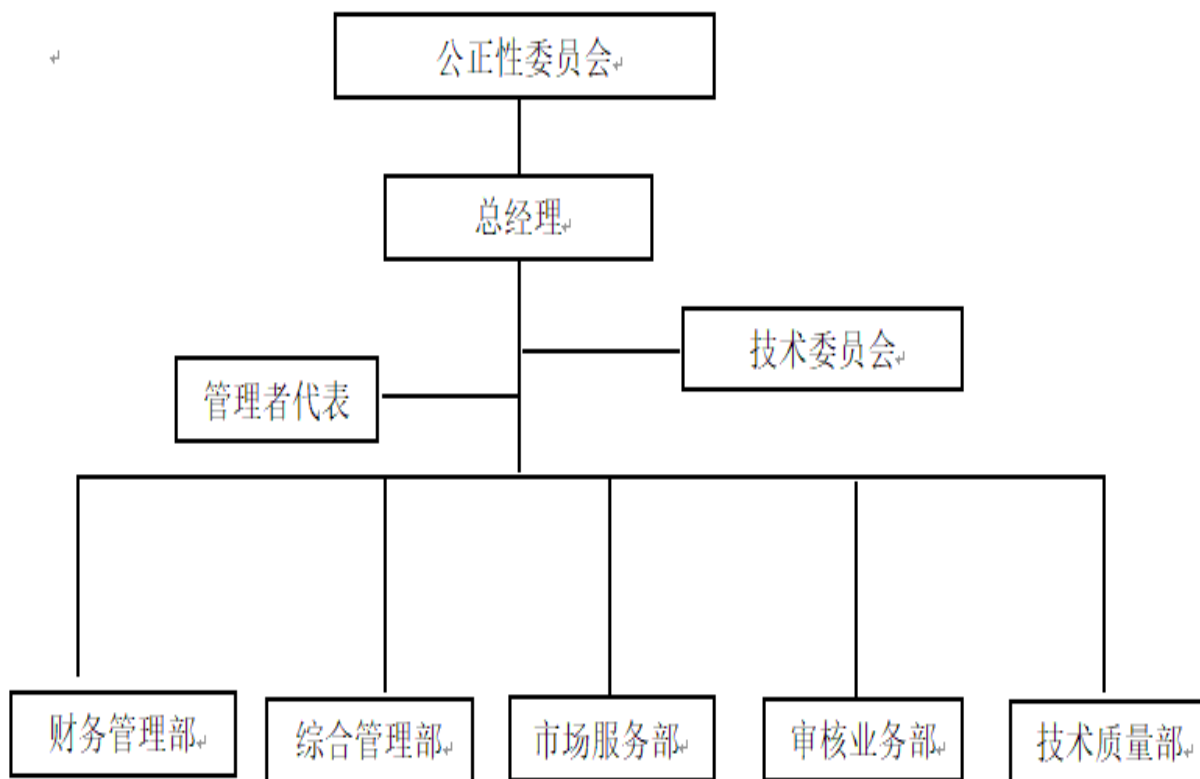 公正性委员会
总经理
技术委员会
管理者代表
财务管理部
综合管理部
市场服务部
审核业务部
技术质量部